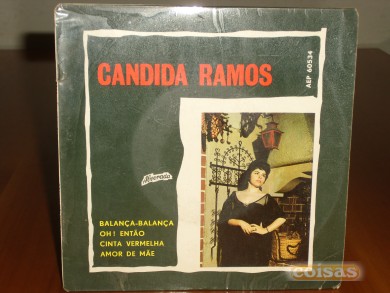 CANDIDA RAMOS
AEP 60534
Alvorada
BALANÇA-BALANÇA
OH! ENTÃO
CINTA VERMELHA
AMOR DE MÃE
coisas